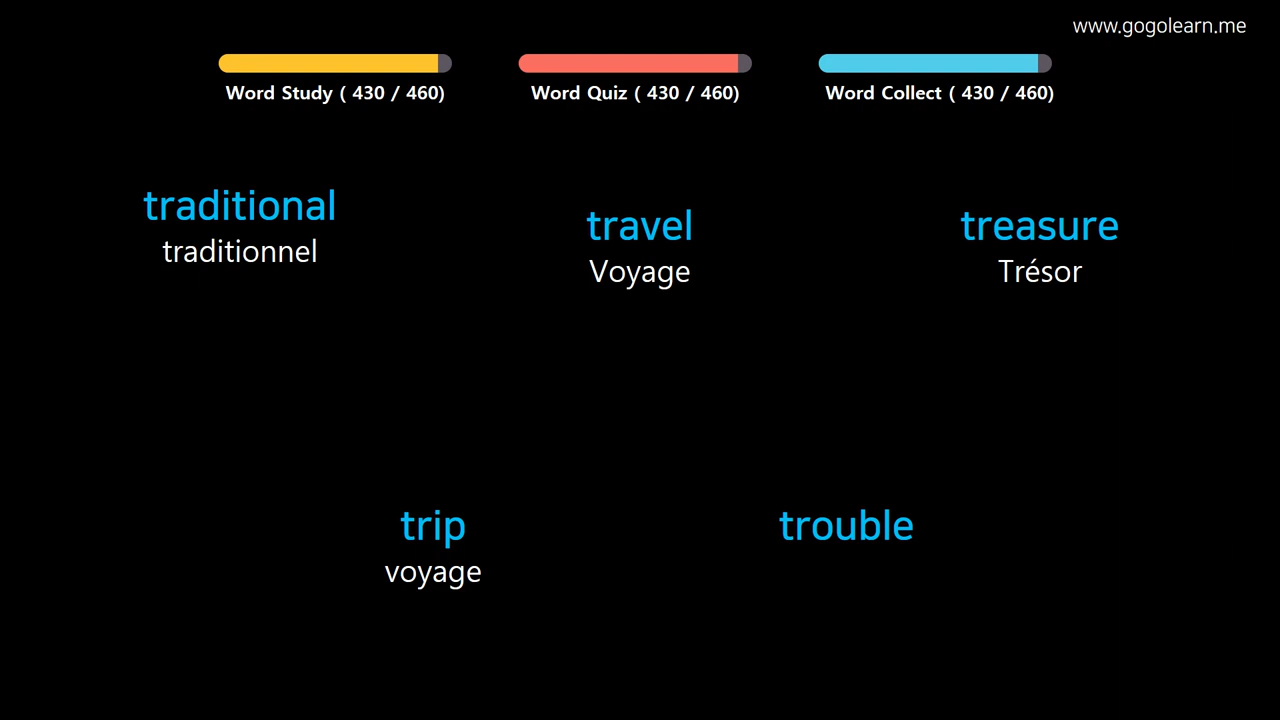 www.gogolearn.me
Word Study ( 430 / 460)
Word Quiz ( 430 / 460)
Word Collect ( 430 / 460)
traditional
traditionnel
travel
Voyage
treasure
Trésor
trip
voyage
trouble